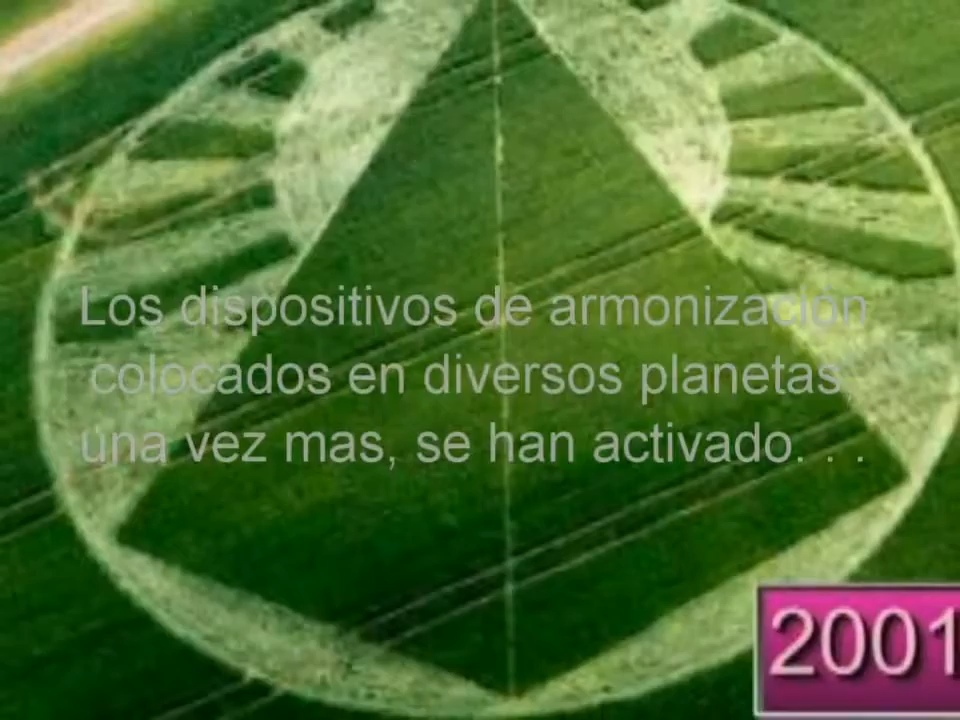 Los dispositivos de armonización
colocados en diversos planetas,
una vez mas, se han activado. . .
2001